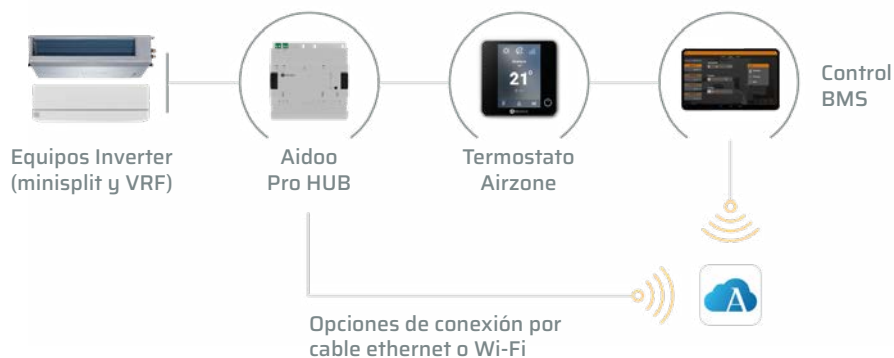 21°
Control
BMS
Equipos Inverter
(minisplit y VRF)
Aidoo
Pro HUB
Termostato
Airzone
A
Opciones de conexión por
cable ethernet o Wi-Fi